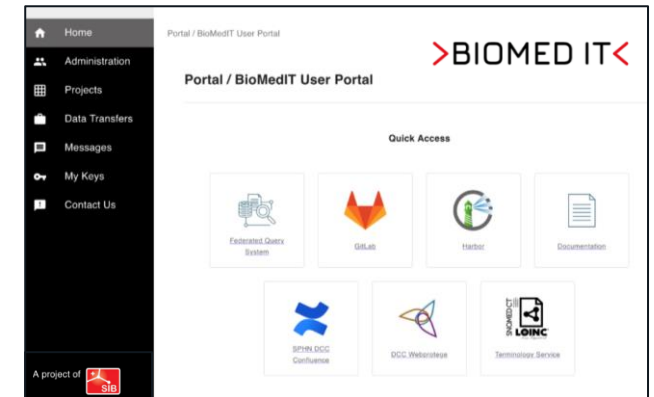 Home
Administration
Projects
Data Transfers
Messages
My Keys
Contact Us
A project of
SIB
Portal / BioMedIT User Portal
>BIOMED IT<
Portal / BioMedIT User Portal
Quick Access
Federated Query
System
GitLab
Harbor
Documentation
SPHN DCC
Confluence
DCC Webprotege
SNOMED-CT
LOINC
Terminology Service